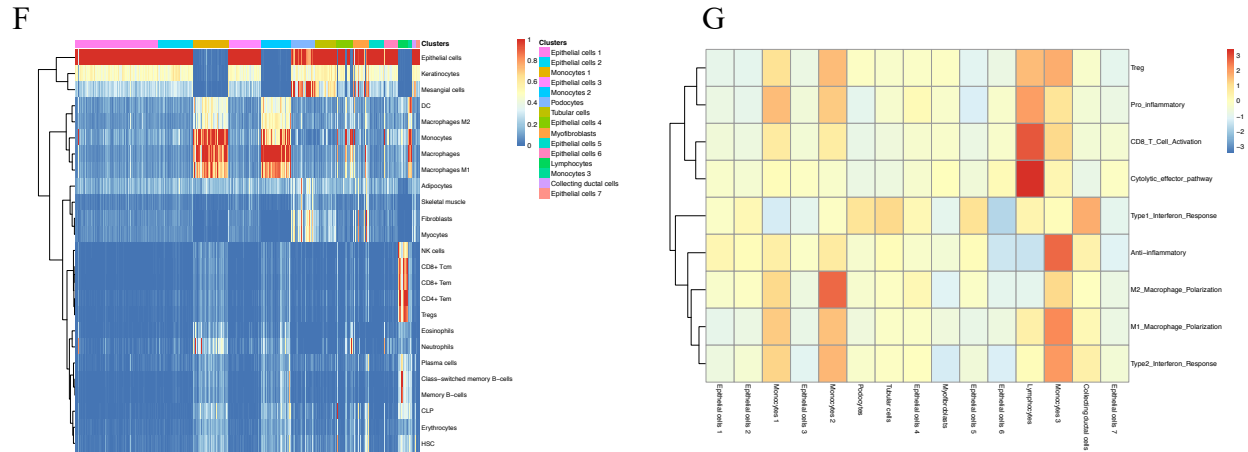 F
Clusters
Epithelial cells
Keratinocytes
Mesangial cells
DC
Macrophages M2
Monocytes
Macrophages
Macrophages M1
Adipocytes
Skeletal muscle
Fibroblasts
Myocytes
NK cells
CD8+ Tcm
CD8+ Tem
CD4+ Tem
Tregs
Eosinophils
Neutrophils
Plasma cells
Class-switched memory B-cells
Memory B-cells
CLP
Erythrocytes
HSC
1
0.8
0.6
0.4
0.2
0
Clusters
Epithelial cells 1
Epithelial cells 2
Monocytes 1
Epithelial cells 3
Monocytes 2
Podocytes
Tubular cells
Epithelial cells 4
Myofibroblasts
Epithelial cells 5
Epithelial cells 6
Lymphocytes
Monocytes 3
Collecting ductal cells
Epithelial cells 7
G
Treg
Pro_inflammatory
CD8_T_Cell_Activation
Cytolytic_effector_pathway
Type1_Interferon_Response
Anti-inflammatory
M2_Macrophage_Polarization
M1_Macrophage_Polarization
Type2_Interferon_Response
3
2
1
0
−1
−2
−3
Epithelial cells 1
Epithelial cells 2
Monocytes 1
Epithelial cells 3
Monocytes 2
Podocytes
Tubular cells
Epithelial cells 4
Myofibroblasts
Epithelial cells 5
Epithelial cells 6
Lymphocytes
Monocytes 3
Collecting ductal cells
Epithelial cells 7